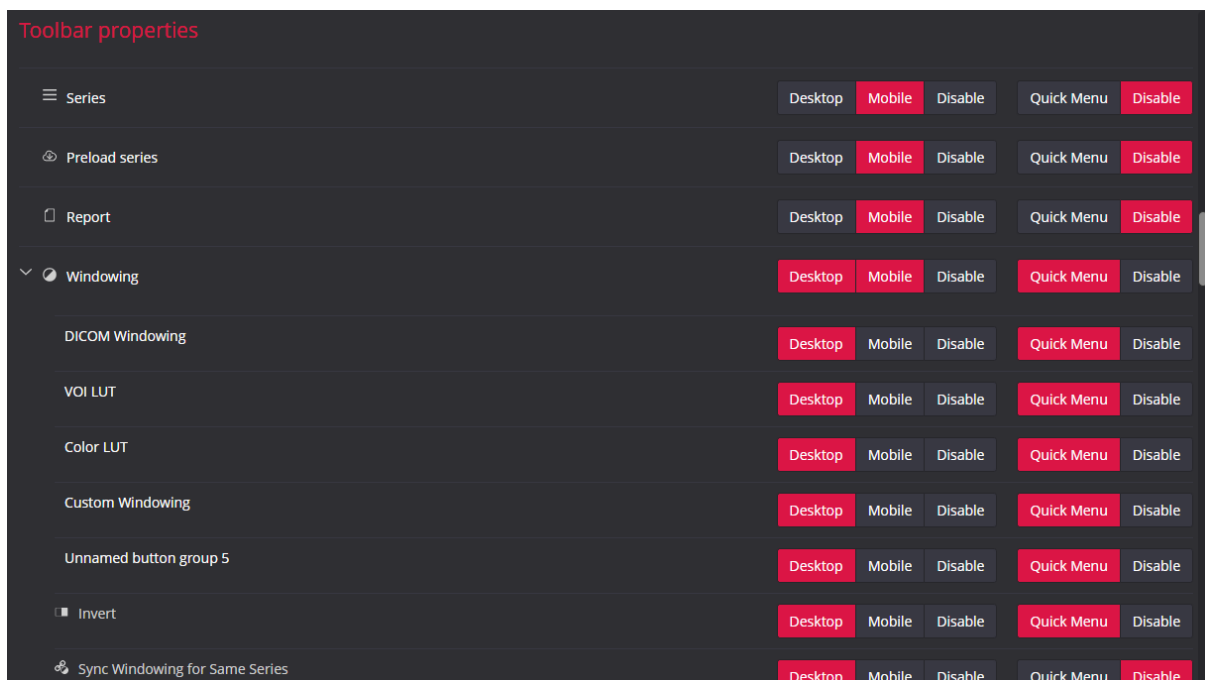 Toolbar properties
Series Desktop Mobile Disable Quick Menu Disable
Preload series Desktop Mobile Disable Quick Menu Disable
Report Desktop Mobile Disable Quick Menu Disable
Windowing Desktop Mobile Disable Quick Menu Disable
DICOM Windowing Desktop Mobile Disable Quick Menu Disable
VOI LUT Desktop Mobile Disable Quick Menu Disable
Color LUT Desktop Mobile Disable Quick Menu Disable
Custom Windowing Desktop Mobile Disable Quick Menu Disable
Unnamed button group 5 Desktop Mobile Disable Quick Menu Disable
Invert Desktop Mobile Disable Quick Menu Disable
Sync Windowing for Same Series Desktop Mobile Disable Quick Menu Disable